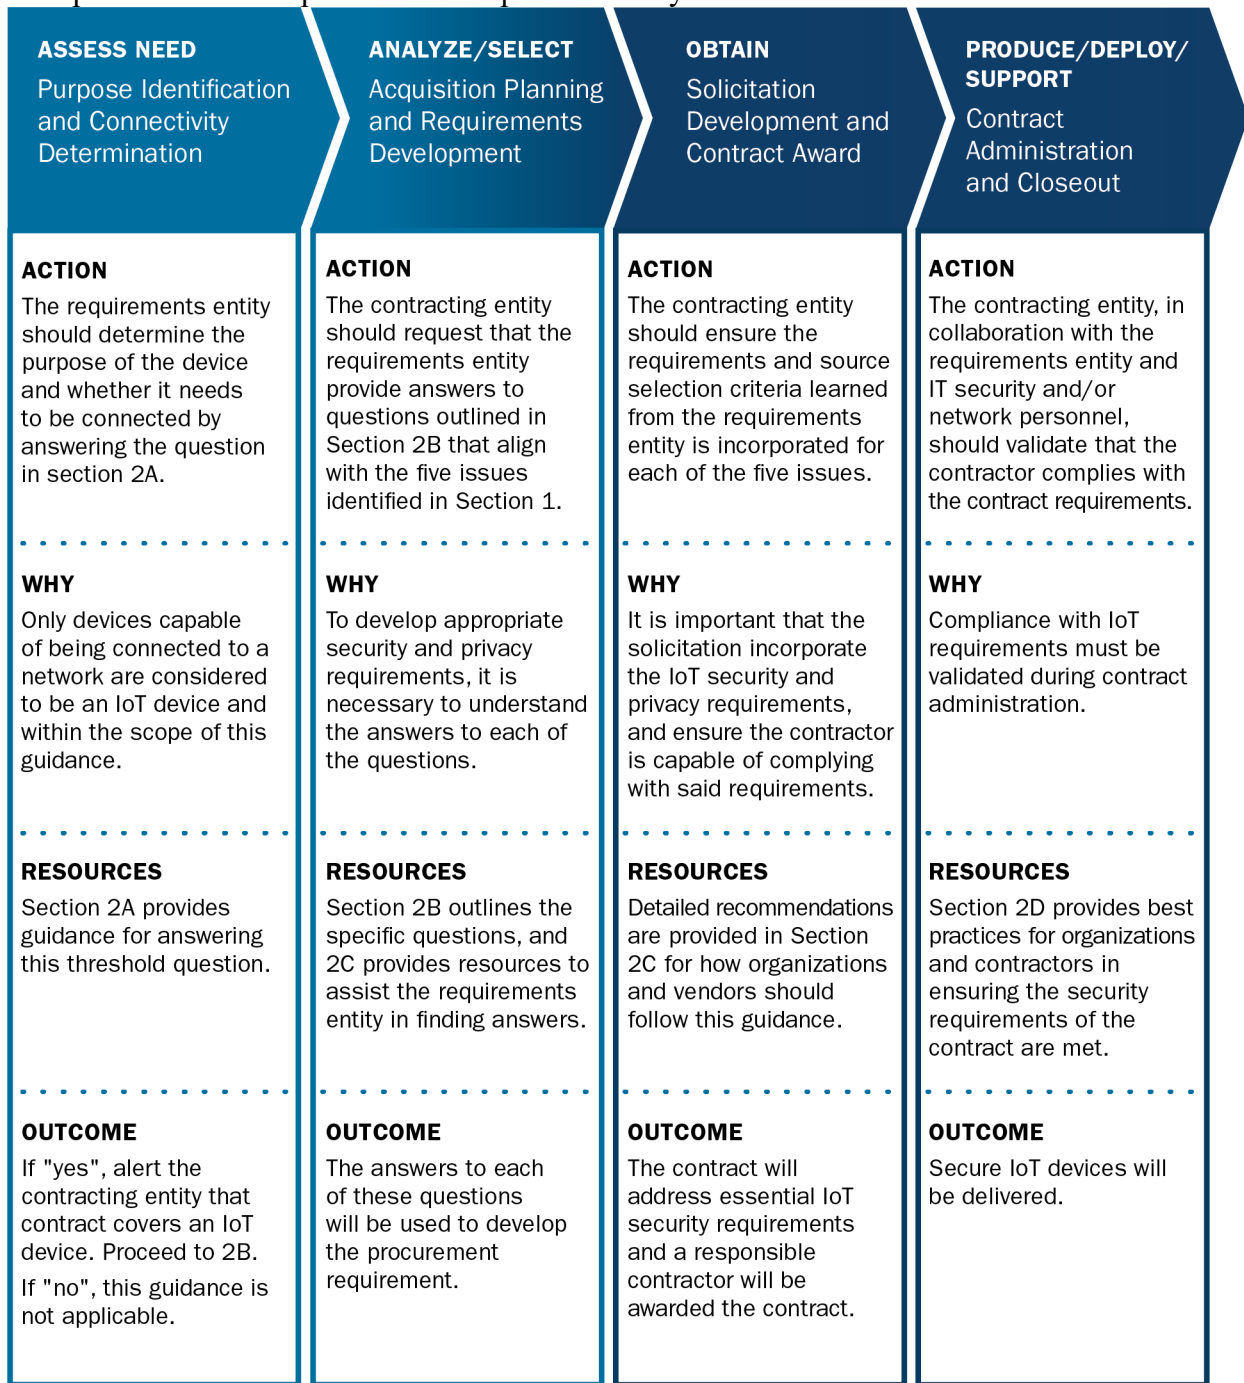 ASSESS NEED
Purpose Identification
and Connectivity
Determination
ANALYZE/SELECT
Acquisition Planning
and Requirements
Development
OBTAIN
Solicitation
Development and
Contract Award
PRODUCE/DEPLOY/
SUPPORT
Contract
Administration
and Closeout
ACTION
The requirements entity
should determine the
purpose of the device
and whether it needs
to be connected by
answering the question
in section 2A.
WHY
Only devices capable
of being connected to a
network are considered
to be an IoT device and
within the scope of this
guidance.
RESOURCES
Section 2A provides
guidance for answering
this threshold question.
OUTCOME
If "yes", alert the
contracting entity that
contract covers an IoT
device. Proceed to 2B.
If "no", this guidance is
not applicable.
ACTION
The contracting entity
should request that the
requirements entity
provide answers to
questions outlined in
Section 2B that align
with the five issues
identified in Section 1.
WHY
To develop appropriate
security and privacy
requirements, it is
necessary to understand
the answers to each of
the questions.
RESOURCES
Section 2B outlines the
specific questions, and
2C provides resources to
assist the requirements
entity in finding answers.
OUTCOME
The answers to each
of these questions
will be used to develop
the procurement
requirement.
ACTION
The contracting entity
should ensure the
requirements and source
selection criteria learned
from the requirements
entity is incorporated for
each of the five issues.
WHY
It is important that the
solicitation incorporate
the IoT security and
privacy requirements,
and ensure the contractor
is capable of complying
with said requirements.
RESOURCES
Detailed recommendations
are provided in Section
2C for how organizations
and vendors should
follow this guidance.
OUTCOME
The contract will
address essential IoT
security requirements
and a responsible
contractor will be
awarded the contract.
ACTION
The contracting entity, in
collaboration with the
requirements entity and
IT security and/or
network personnel,
should validate that the
contractor complies with
the contract requirements.
WHY
Compliance with IoT
requirements must be
validated during contract
administration.
RESOURCES
Section 2D provides best
practices for organizations
and contractors in
ensuring the security
requirements of the
contract are met.
OUTCOME
Secure IoT devices will
be delivered.